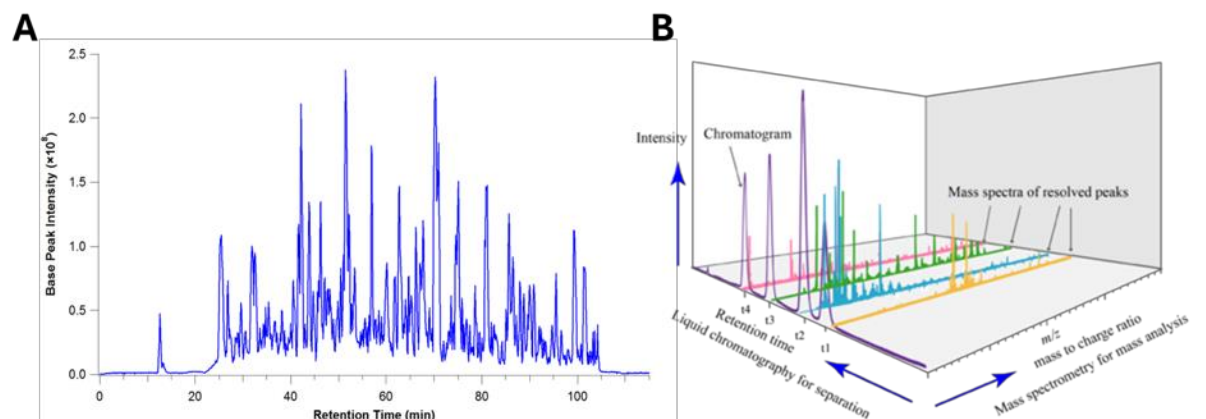 A
B
2.5
2.0
1.5
1.0
0.5
0.0
Base Peak Intensity (×10⁸)
0
20
40
60
80
100
Retention Time (min)
Intensity
Chromatogram
Mass spectra of resolved peaks
t4
t3
t2
t1
Retention time
Liquid chromatography for separation
m/z
mass to charge ratio
Mass spectrometry for mass analysis